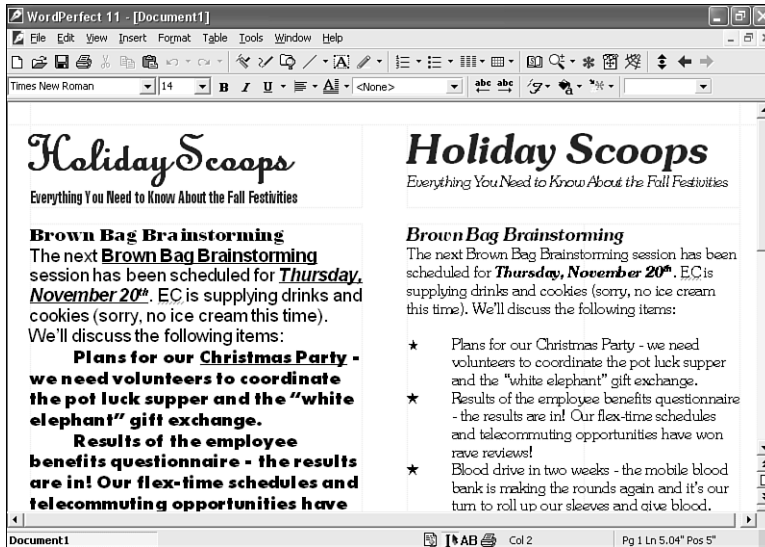 WordPerfect 11 - [Document1]
File Edit View Insert Format Table Tools Window Help
Times New Roman 14 B I U A <None> abc abc
Holiday Scoops
Everything You Need to Know About the Fall Festivities
Brown Bag Brainstorming
The next Brown Bag Brainstorming
session has been scheduled for Thursday,
November 20th. EC is supplying drinks and
cookies (sorry, no ice cream this time).
We'll discuss the following items:
Plans for our Christmas Party -
we need volunteers to coordinate
the pot luck supper and the “white
elephant” gift exchange.
Results of the employee
benefits questionnaire - the results
are in! Our flex-time schedules and
telecommuting opportunities have
Holiday Scoops
Everything You Need to Know About the Fall Festivities
Brown Bag Brainstorming
The next Brown Bag Brainstorming session has been
scheduled for Thursday, November 20th. EC is
supplying drinks and cookies (sorry, no ice cream
this time). We'll discuss the following items:
★ Plans for our Christmas Party - we need
volunteers to coordinate the pot luck supper
and the “white elephant” gift exchange.
★ Results of the employee benefits questionnaire
- the results are in! Our flex-time schedules
and telecommuting opportunities have won
rave reviews!
★ Blood drive in two weeks - the mobile blood
bank is making the rounds again and it's our
turn to roll up our sleeves and give blood.
Document1 AB Col 2 Pg 1 Ln 5.04" Pos 5"